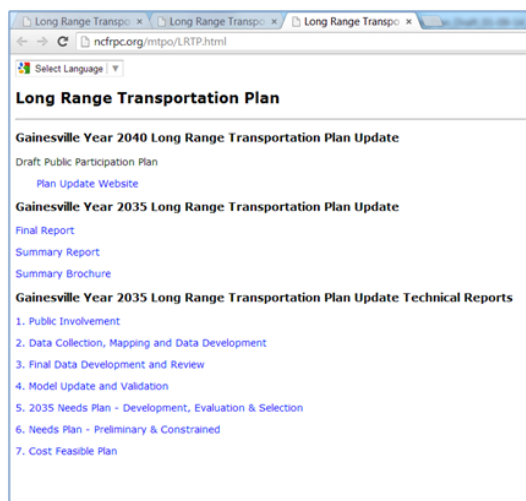 Long Range Transpo
Long Range Transpo
Long Range Transpo
ncfrpc.org/mtpo/LRTP.html
Select Language
Long Range Transportation Plan
Gainesville Year 2040 Long Range Transportation Plan Update
Draft Public Participation Plan
Plan Update Website
Gainesville Year 2035 Long Range Transportation Plan Update
Final Report
Summary Report
Summary Brochure
Gainesville Year 2035 Long Range Transportation Plan Update Technical Reports
1. Public Involvement
2. Data Collection, Mapping and Data Development
3. Final Data Development and Review
4. Model Update and Validation
5. 2035 Needs Plan - Development, Evaluation & Selection
6. Needs Plan - Preliminary & Constrained
7. Cost Feasible Plan